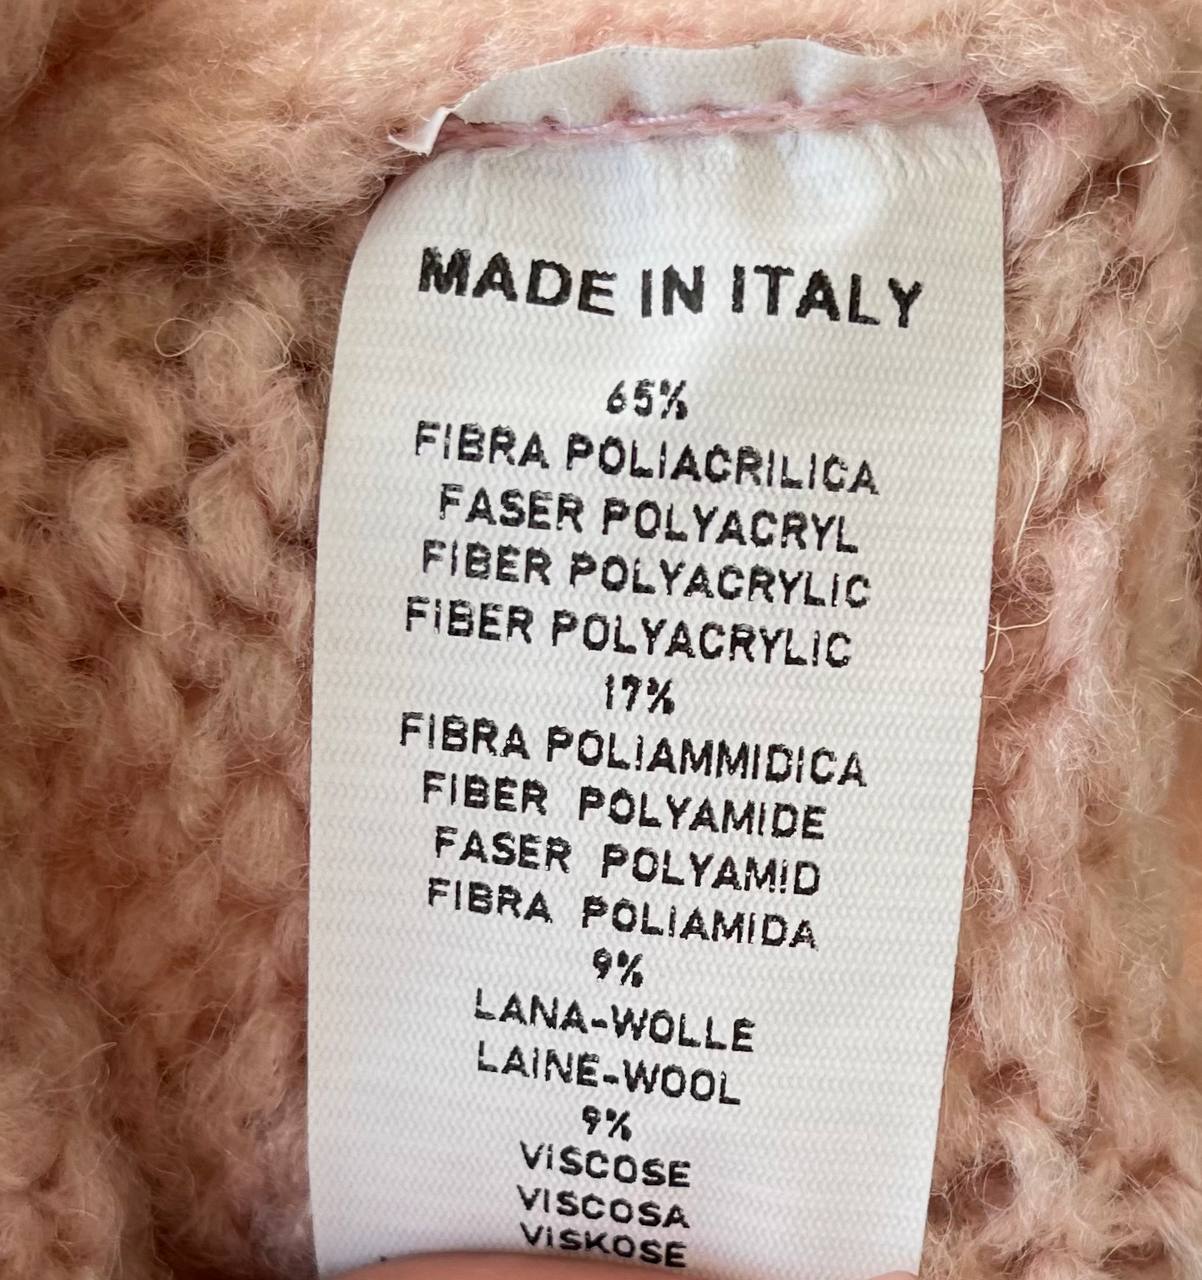 MADE IN ITALY
65%
FIBRA POLIACRILICA
FASER POLYACRYL
FIBER POLYACRYLIC
FIBER POLYACRYLIC
17%
FIBRA POLIAMMIDICA
FIBER POLYAMIDE
FASER POLYAMID
FIBRA POLIAMIDA
9%
LANA-WOLLE
LAINE-WOOL
9%
VISCOSE
VISCOSA
VISKOSE